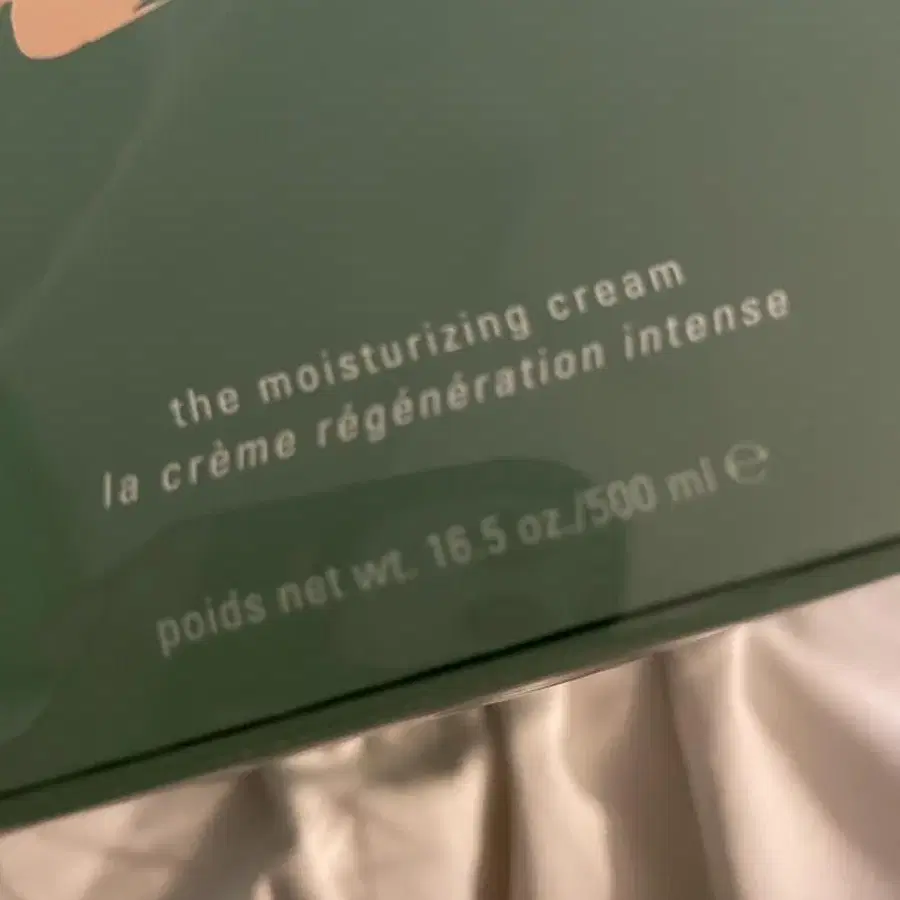 the moisturizing cream
la crème régénération intense
poids net wt. 16.5 oz./500 ml ℮